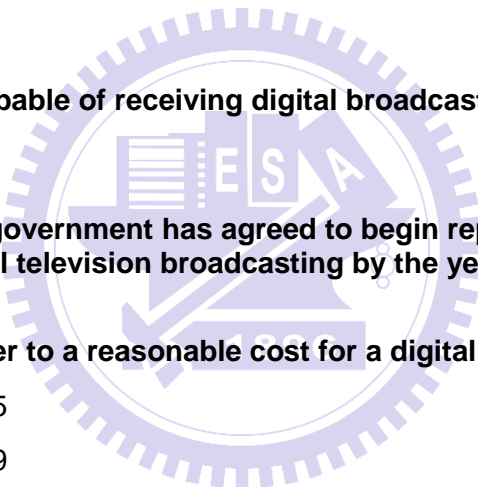 pable of receiving digital broadcast
E S A
government has agreed to begin rep
l television broadcasting by the ye
1896
er to a reasonable cost for a digital
5
9